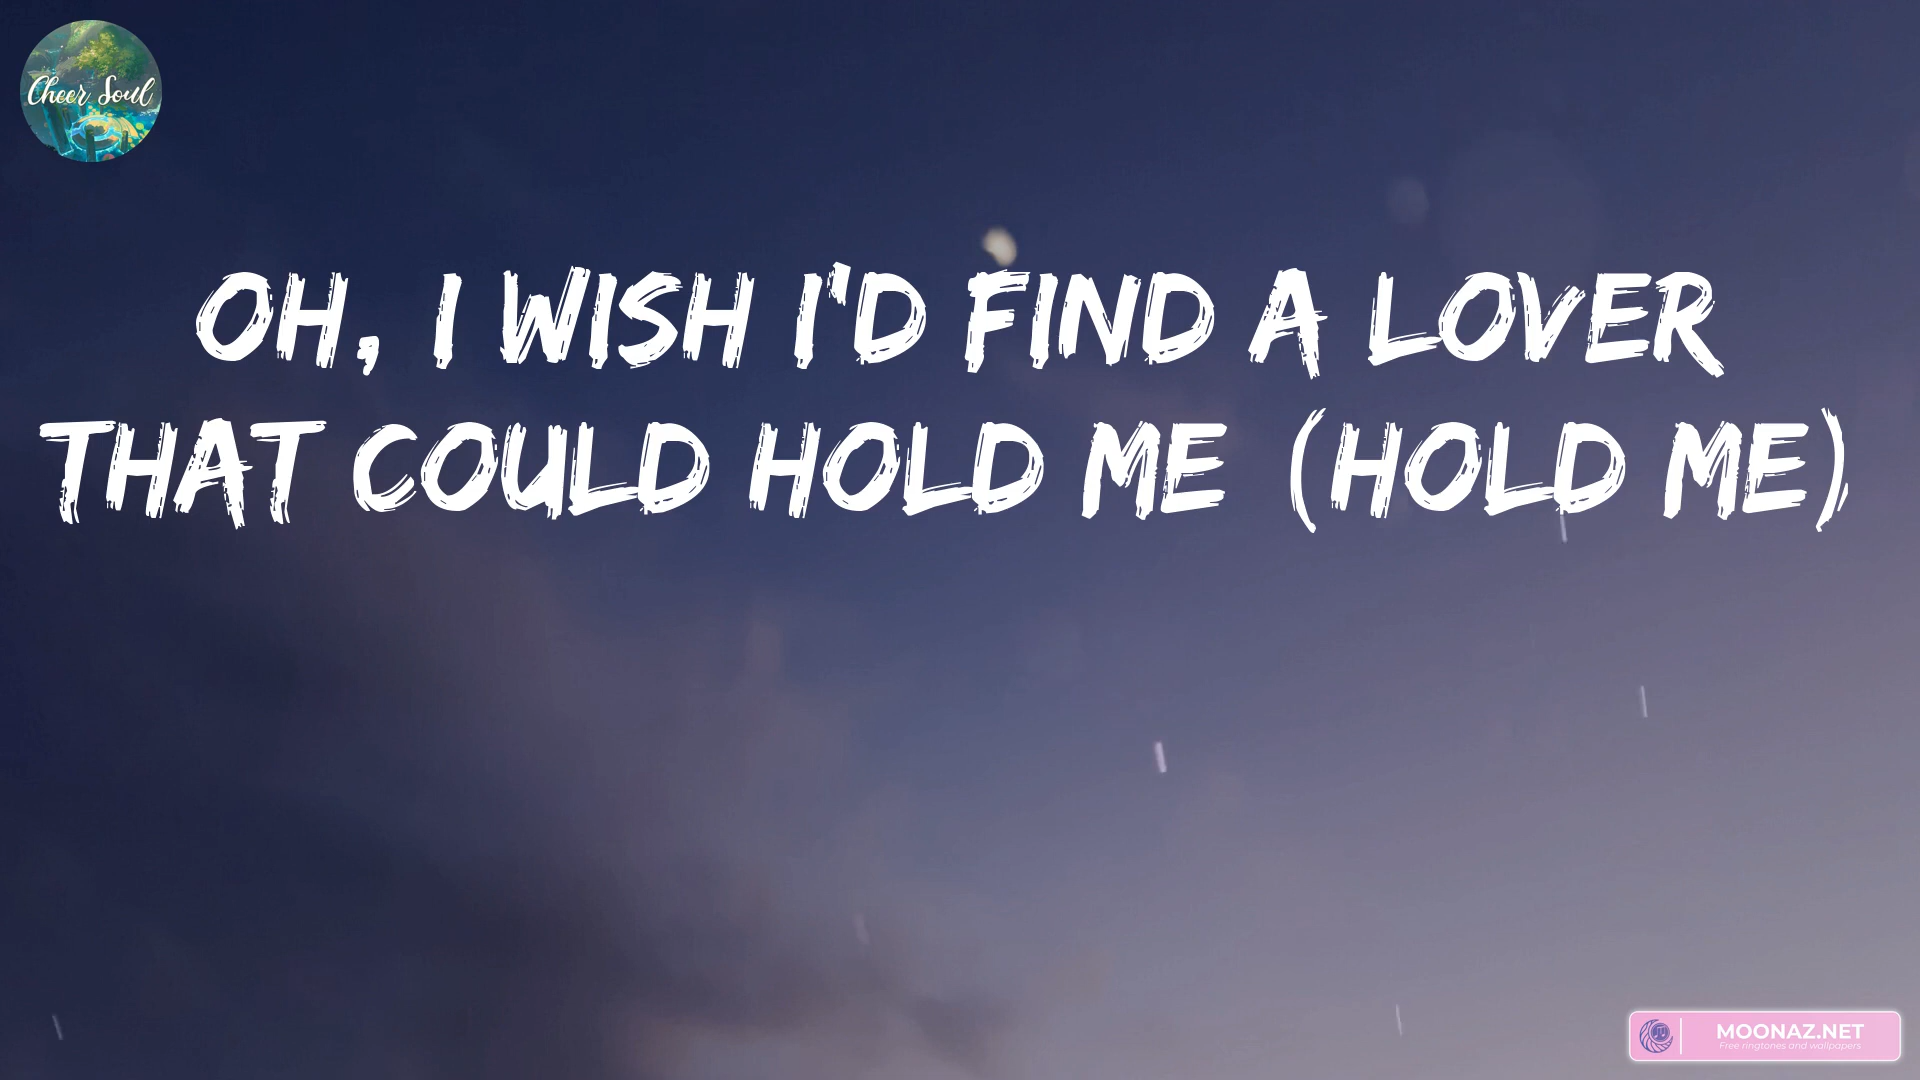 Cheer Soul
OH, I WISH I'D FIND A LOVER
THAT COULD HOLD ME (HOLD ME)
MOONAZ.NET
Free ringtones and wallpapers